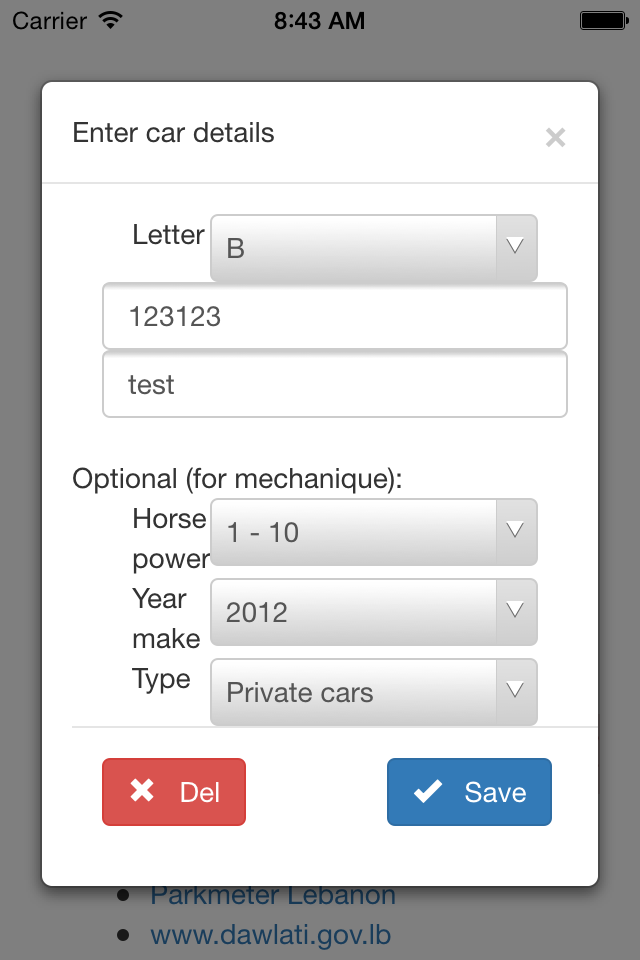 Carrier 8:43 AM
Enter car details ×
Letter B
123123
test
Optional (for mechanique):
Horse power 1 - 10
Year make 2012
Type Private cars
Del Save
Parkmeter Lebanon
www.dawlati.gov.lb